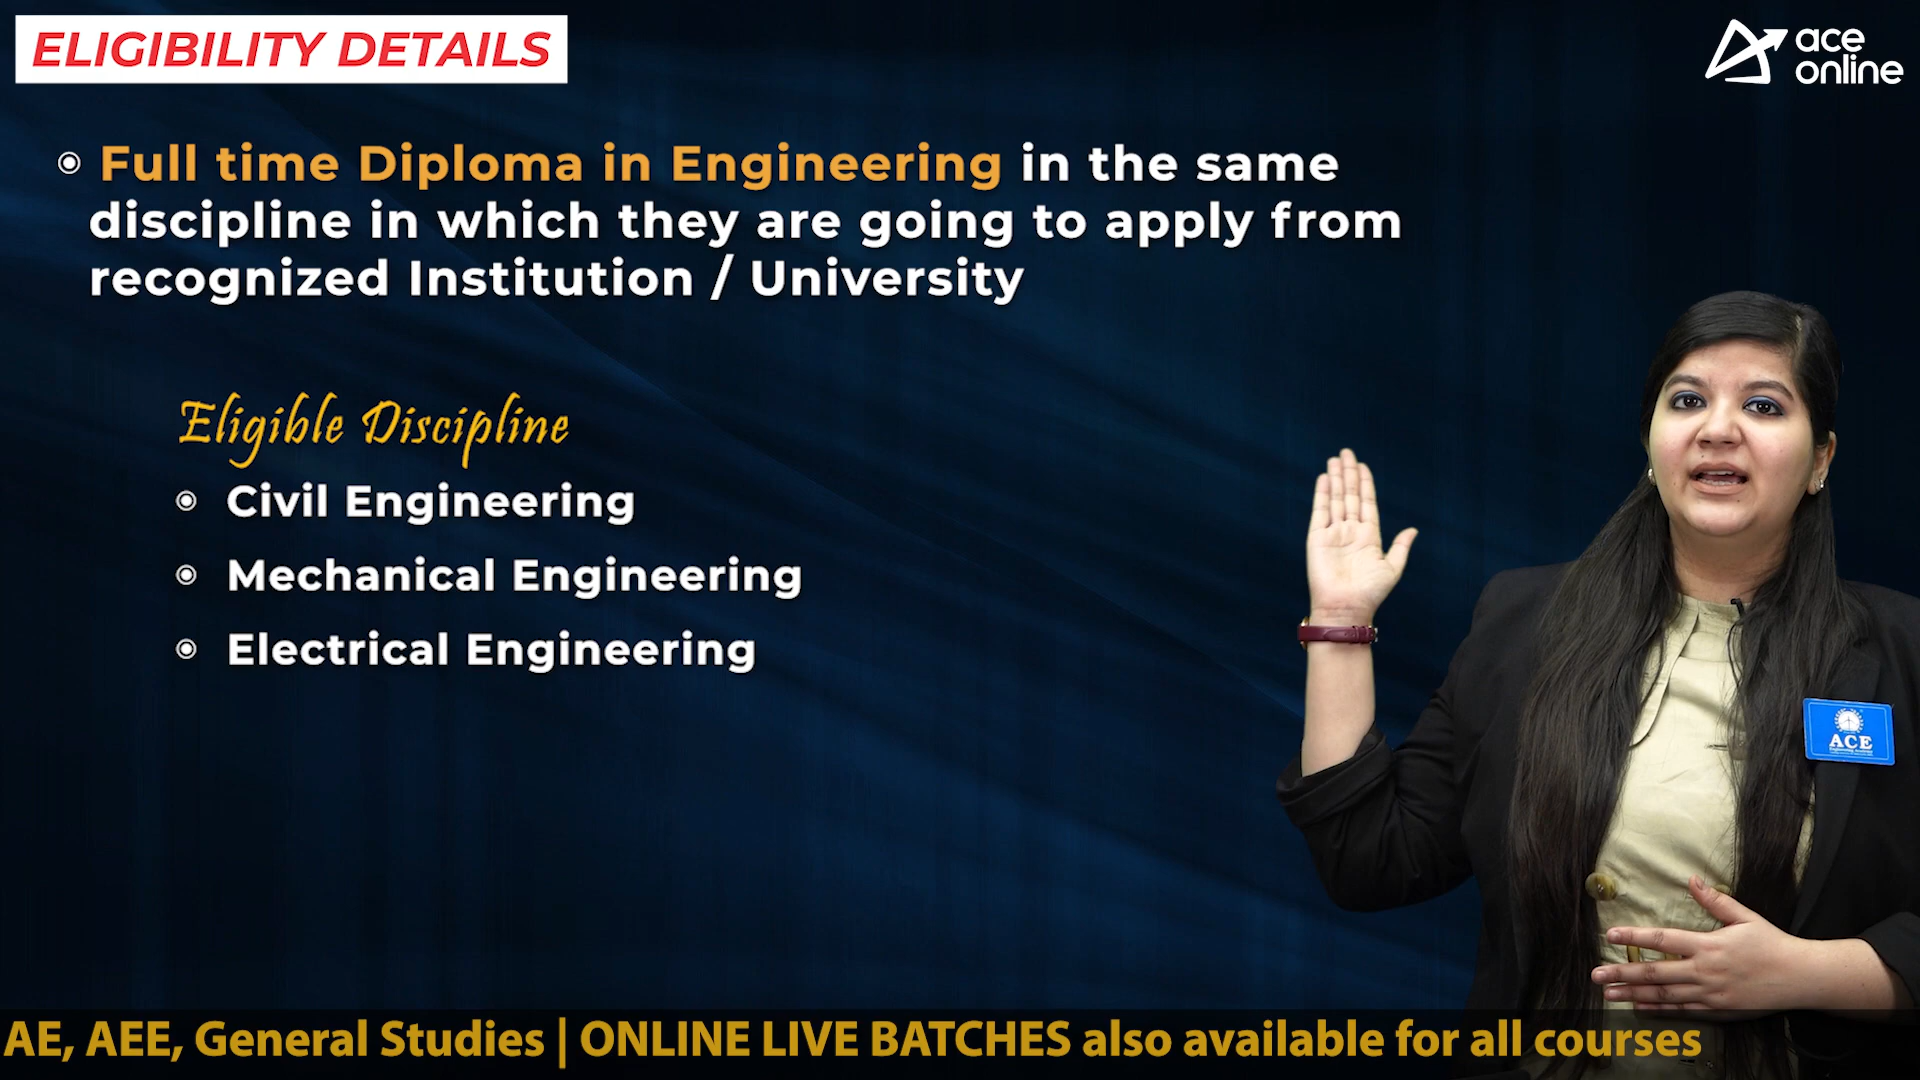 ELIGIBILITY DETAILS
ace
online
Full time Diploma in Engineering in the same
discipline in which they are going to apply from
recognized Institution / University
Eligible Discipline
Civil Engineering
Mechanical Engineering
Electrical Engineering
ACE
AE, AEE, General Studies | ONLINE LIVE BATCHES also available for all courses